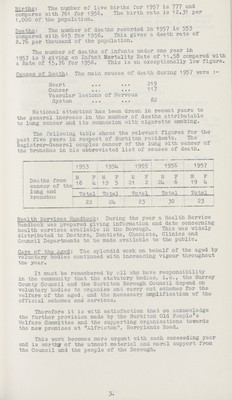 Births: The number of live births for 1957 is 777 and
compares with 761 for 1956. The birth rate is 12.31 per
1,000 of the population.
Deaths: The number of deaths recorded in 1957 is 553
compared with 613 for 1956. This gives a death rate of
8.76 per thousand of the population.
The number of deaths of infants under one year in
1957 is 9 giving an Infant Mortality Rate of 11.58 compared with
a Rate of 15.76 for 1956. This is an exceptionally low figure.
Causes of Death: The main causes of death during 1957 were :-
Heart ... ... 219
Cancer ... ... 117
Vascular lesions of Nervous
System ... ... 82
National attention has been drawn in recent years to
the general increase in the number of deaths attributable
to lung cancer and its connexion with cigarette smoking.
The following table shows the relevant figures for the
past five years in respect of Surbiton residents. The
Registrar-General couples cancer of the lung with cancer of
the bronchus in his abbreviated list of causes of death.
1953 1954 1955 1956 1957
Deaths from cancer of the lung and bronchus
M F M F M F M F M F
18 4 19 5 21 2 24 6 19 4
Total Total Total Total Total
22 24 23 30 23
Health Services Handbook: During the year a Health Service
Handbook was prepared giving information and data concerning
health services available in the Borough. This was widely
distributed to Doctors, Dentists, Chemists, Clinics and
Council Departments to be made available to the public.
Care of the Aged: The splendid work on behalf of the aged by
voluntary bodies continued with increasing vigour throughout
the year.
It must be remembered by all who have responsibility
in the community that the statutory bodies, i.e., the Surrey
County Council and the Surbiton Borough Council depend on
voluntary bodies to organise and carry out schemes for the
welfare of the aged, and the necessary amplification of the
official schemes and services.
Therefore it is with satisfaction that we acknowledge
the further provision made by the Surbiton Old People's
Welfare Committee and the supporting organisations towards
the new premises at "Alfriston", Berrylands Road.
This work becomes more urgent with each succeeding year
and is worthy of the utmost material and moral support from
the Council and the people of the Borough.
3.